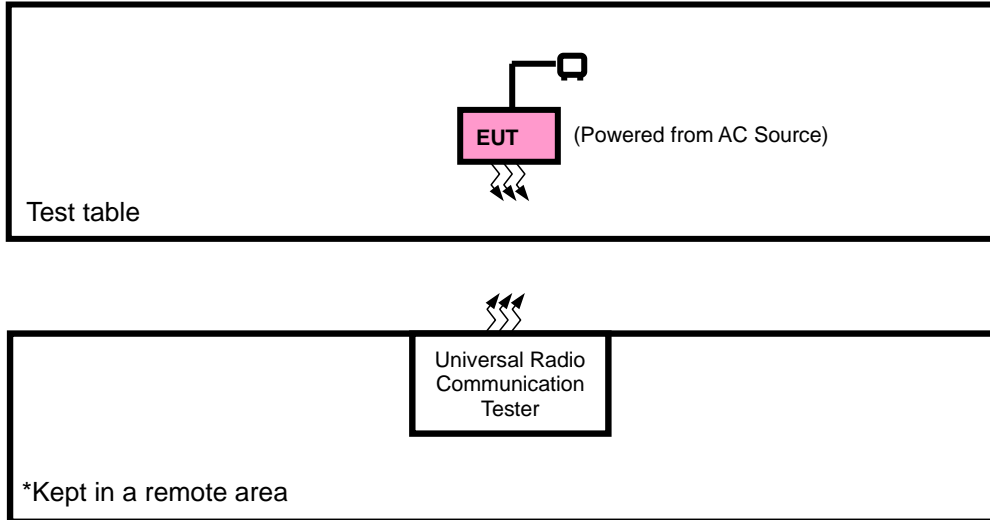 EUT
(Powered from AC Source)
Test table
Universal Radio
Communication
Tester
*Kept in a remote area